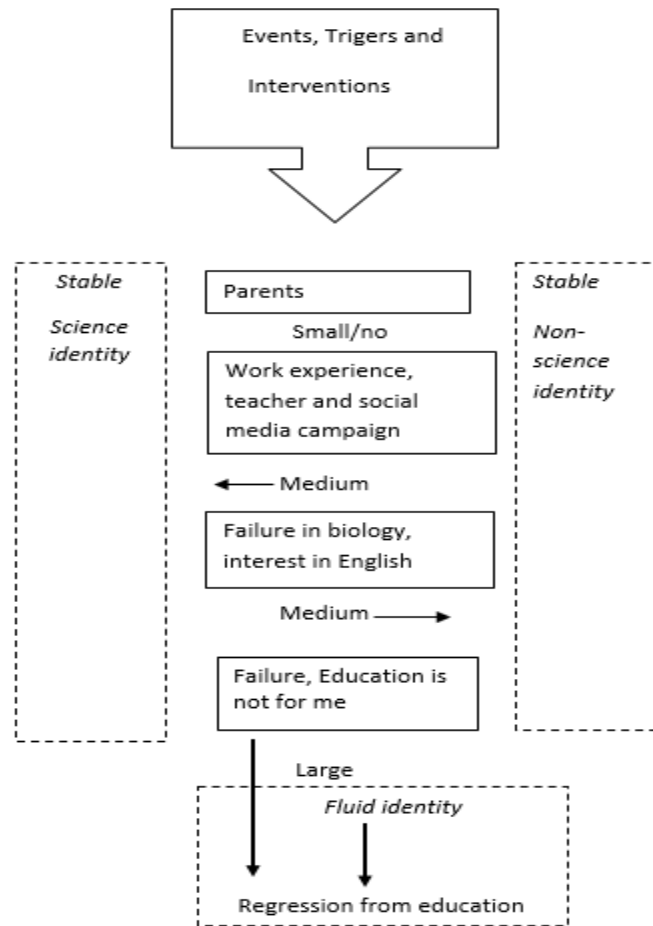 Events, Trigers and
Interventions
Stable
Science
identity
Parents
Small/no
Work experience,
teacher and social
media campaign
Medium
Failure in biology,
interest in English
Medium
Failure, Education is
not for me
Large
Fluid identity
Regression from education
Stable
Non-
science
identity